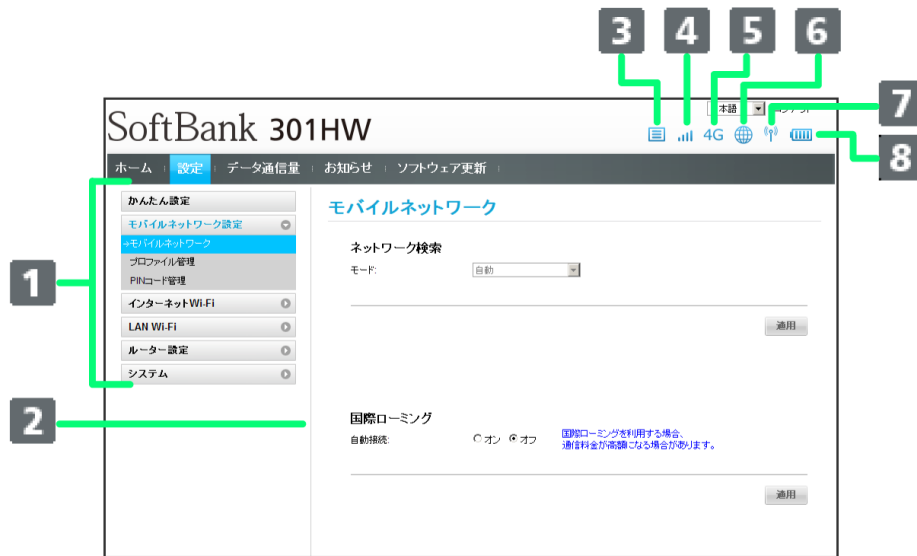 3 4 5 6
7
8
本語
SoftBank 301HW
4G
ホーム 設定 データ通信量 お知らせ ソフトウェア更新
1
2
かんたん設定
モバイルネットワーク設定
→モバイルネットワーク
プロファイル管理
PINコード管理
インターネットWi-Fi
LAN Wi-Fi
ルーター設定
システム
モバイルネットワーク
ネットワーク検索
モード: 自動
適用
国際ローミング
自動接続: オン オフ
国際ローミングを利用する場合、
通信料金が高額になる場合があります。
適用